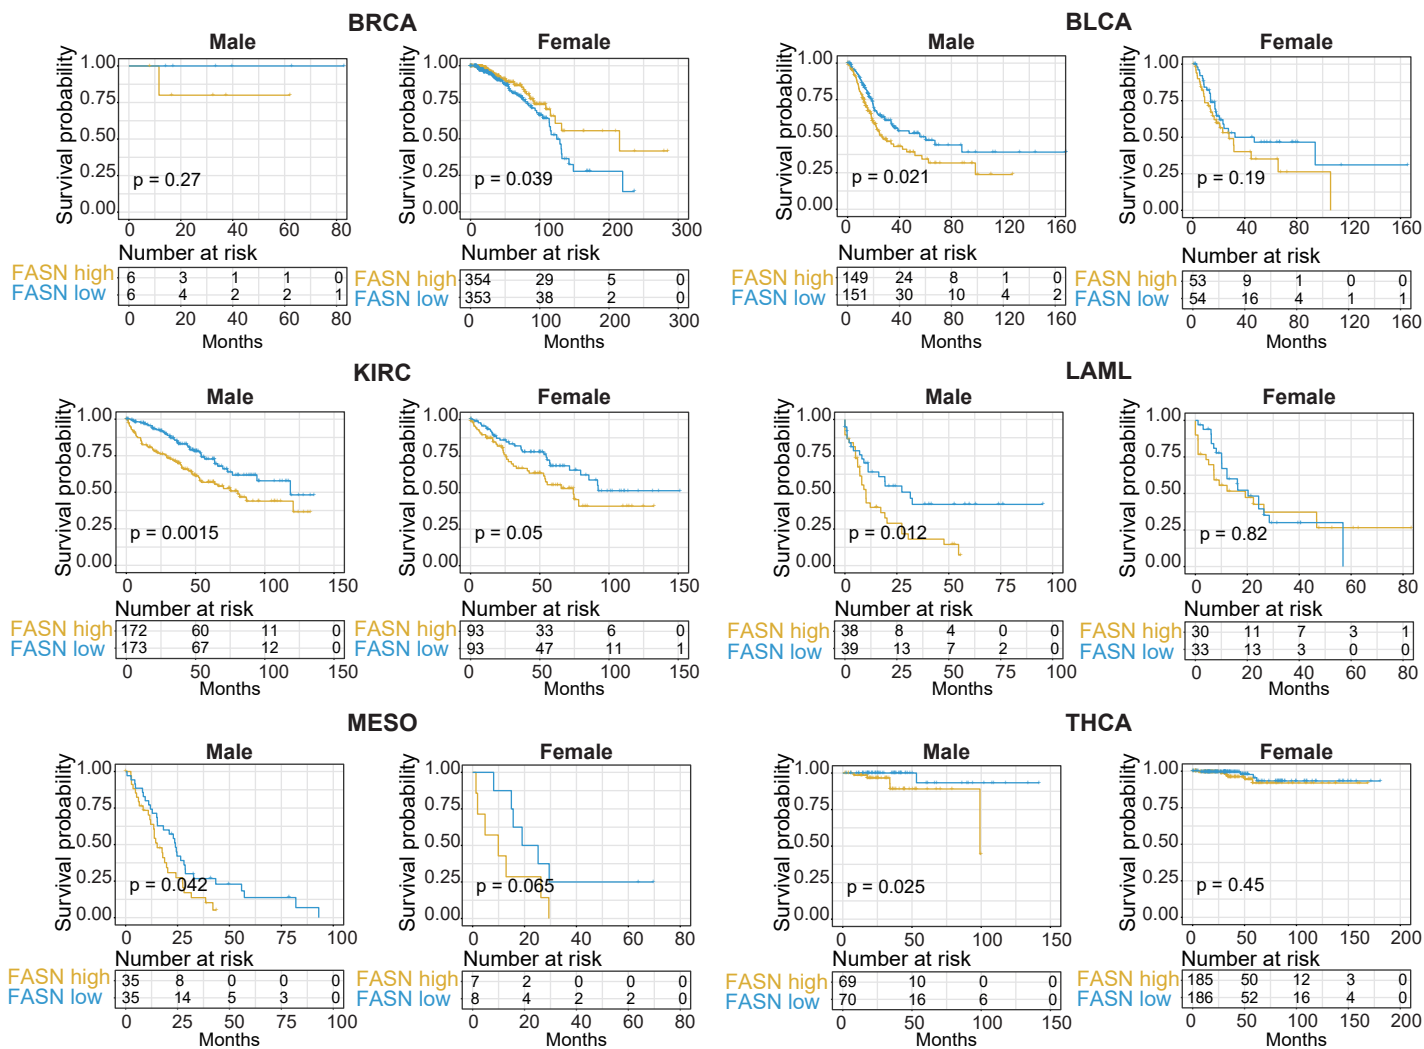 BRCA
Male
Survival probability
1.00
0.75
0.50
0.25
0.00
p = 0.27
0 20 40 60 80
Number at risk
FASN high 6 3 1 1 0
FASN low 6 4 2 2 1
0 20 40 60 80
Months
Female
Survival probability
1.00
0.75
0.50
0.25
0.00
p = 0.039
0 100 200 300
Number at risk
FASN high 354 29 5 0
FASN low 353 38 2 0
0 100 200 300
Months
BLCA
Male
Survival probability
1.00
0.75
0.50
0.25
0.00
p = 0.021
0 40 80 120 160
Number at risk
FASN high 149 24 8 1 0
FASN low 151 30 10 4 2
0 40 80 120 160
Months
Female
Survival probability
1.00
0.75
0.50
0.25
0.00
p = 0.19
0 40 80 120 160
Number at risk
FASN high 53 9 1 0 0
FASN low 54 16 4 1 1
0 40 80 120 160
Months
KIRC
Male
Survival probability
1.00
0.75
0.50
0.25
0.00
p = 0.0015
0 50 100 150
Number at risk
FASN high 172 60 11 0
FASN low 173 67 12 0
0 50 100 150
Months
Female
Survival probability
1.00
0.75
0.50
0.25
0.00
p = 0.05
0 50 100 150
Number at risk
FASN high 93 33 6 0
FASN low 93 47 11 1
0 50 100 150
Months
LAML
Male
Survival probability
1.00
0.75
0.50
0.25
0.00
p = 0.012
0 25 50 75 100
Number at risk
FASN high 38 8 4 0 0
FASN low 39 13 7 2 0
0 25 50 75 100
Months
Female
Survival probability
1.00
0.75
0.50
0.25
0.00
p = 0.82
0 20 40 60 80
Number at risk
FASN high 30 11 7 3 1
FASN low 33 13 3 0 0
0 20 40 60 80
Months
MESO
Male
Survival probability
1.00
0.75
0.50
0.25
0.00
p = 0.042
0 25 50 75 100
Number at risk
FASN high 35 8 0 0 0
FASN low 35 14 5 3 0
0 25 50 75 100
Months
Female
Survival probability
1.00
0.75
0.50
0.25
0.00
p = 0.065
0 20 40 60 80
Number at risk
FASN high 7 2 0 0 0
FASN low 8 4 2 2 0
0 20 40 60 80
Months
THCA
Male
Survival probability
1.00
0.75
0.50
0.25
0.00
p = 0.025
0 50 100 150
Number at risk
FASN high 69 10 0 0
FASN low 70 16 6 0
0 50 100 150
Months
Female
Survival probability
1.00
0.75
0.50
0.25
0.00
p = 0.45
0 50 100 150 200
Number at risk
FASN high 185 50 12 3 0
FASN low 186 52 16 4 0
0 50 100 150 200
Months